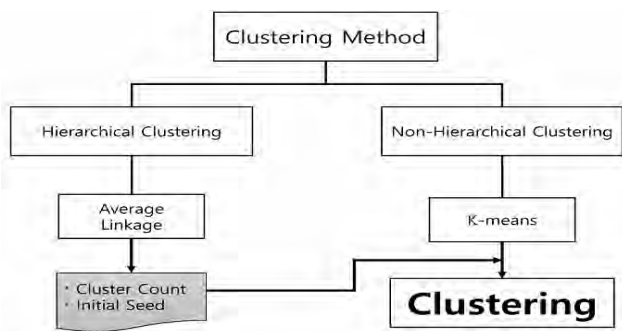 Clustering Method
Hierarchical Clustering
Non-Hierarchical Clustering
Average
Linkage
K-means
· Cluster Count
· Initial Seed
Clustering